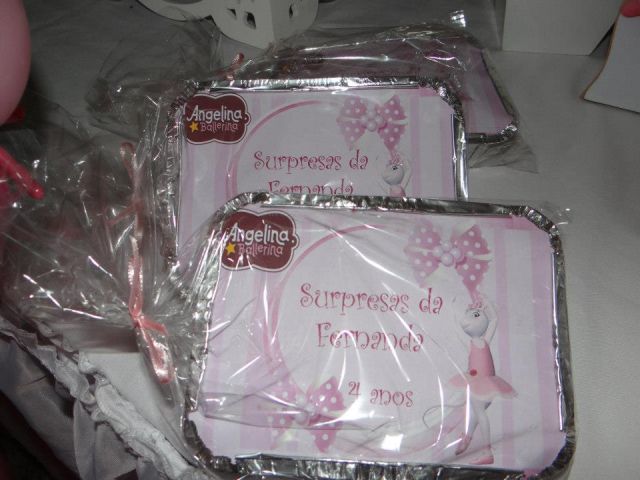 Angelina
Ballerina
Surpresas da
Fernanda
Angelina
Ballerina
Surpresas da
Fernanda
4 anos